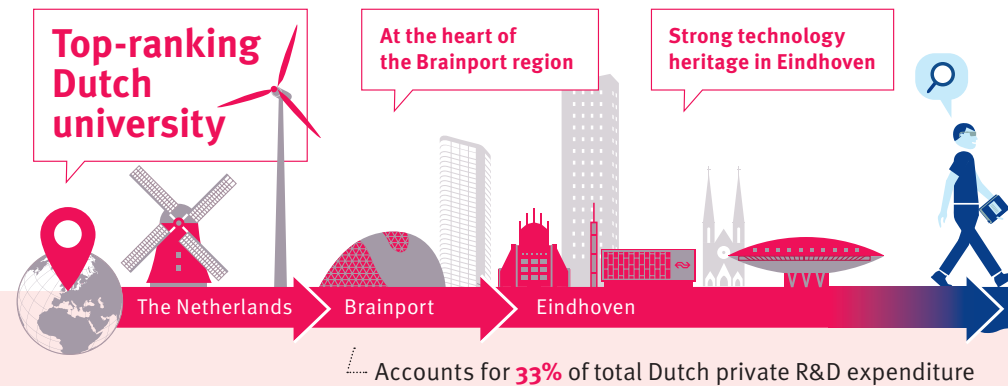 Top-ranking
Dutch
university
At the heart of
the Brainport region
Strong technology
heritage in Eindhoven
The Netherlands
Brainport
Eindhoven
Accounts for 33% of total Dutch private R&D expenditure